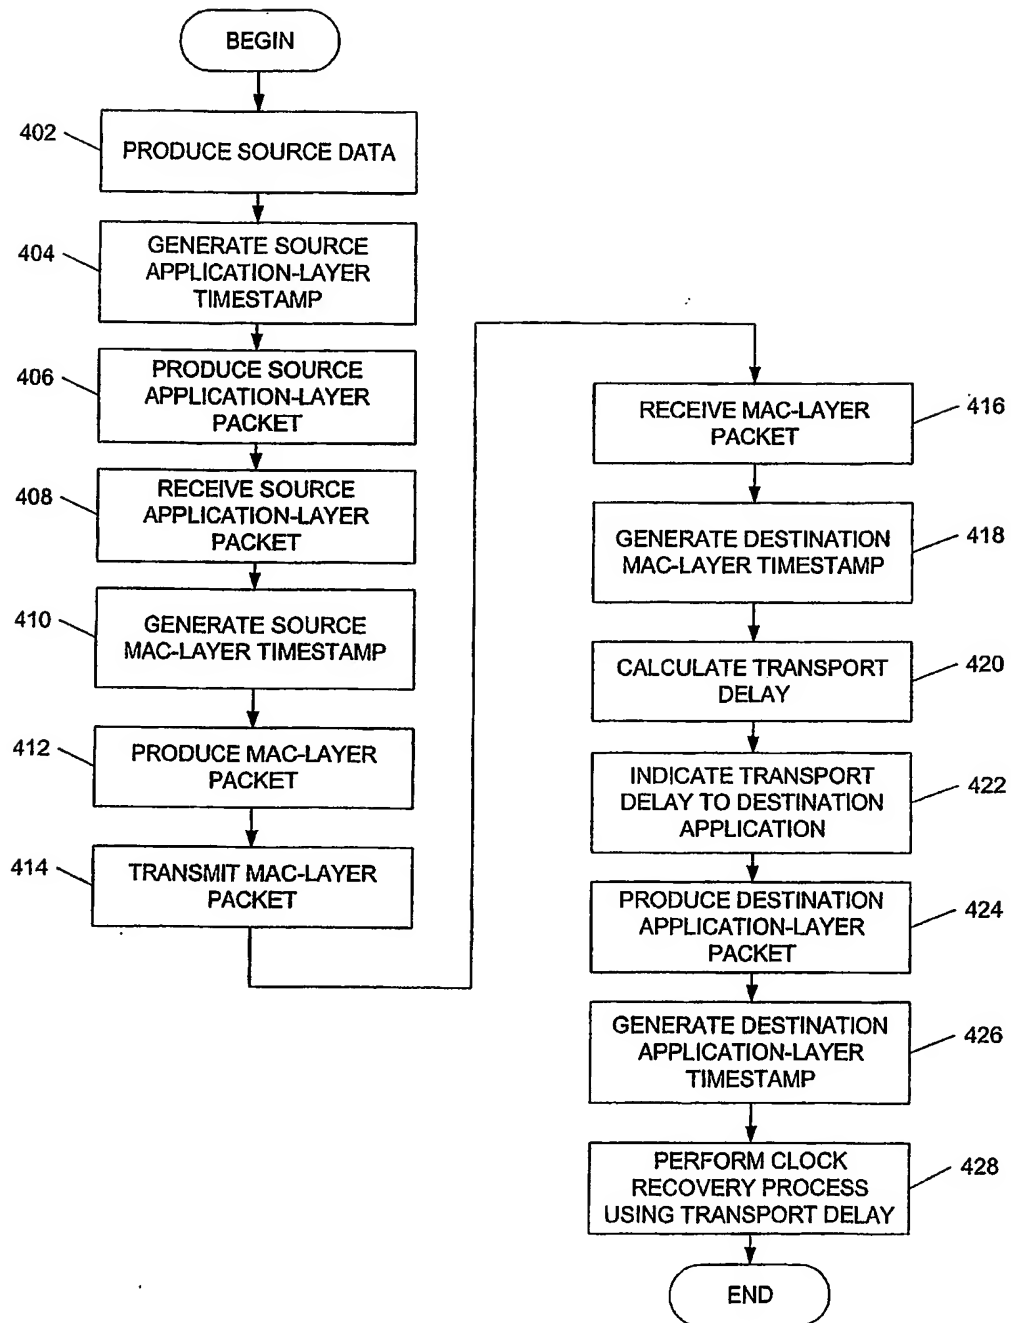 BEGIN
402
PRODUCE SOURCE DATA
404
GENERATE SOURCE
APPLICATION-LAYER
TIMESTAMP
406
PRODUCE SOURCE
APPLICATION-LAYER
PACKET
408
RECEIVE SOURCE
APPLICATION-LAYER
PACKET
410
GENERATE SOURCE
MAC-LAYER TIMESTAMP
412
PRODUCE MAC-LAYER
PACKET
414
TRANSMIT MAC-LAYER
PACKET
RECEIVE MAC-LAYER
PACKET
416
GENERATE DESTINATION
MAC-LAYER TIMESTAMP
418
CALCULATE TRANSPORT
DELAY
420
INDICATE TRANSPORT
DELAY TO DESTINATION
APPLICATION
422
PRODUCE DESTINATION
APPLICATION-LAYER
PACKET
424
GENERATE DESTINATION
APPLICATION-LAYER
TIMESTAMP
426
PERFORM CLOCK
RECOVERY PROCESS
USING TRANSPORT DELAY
428
END